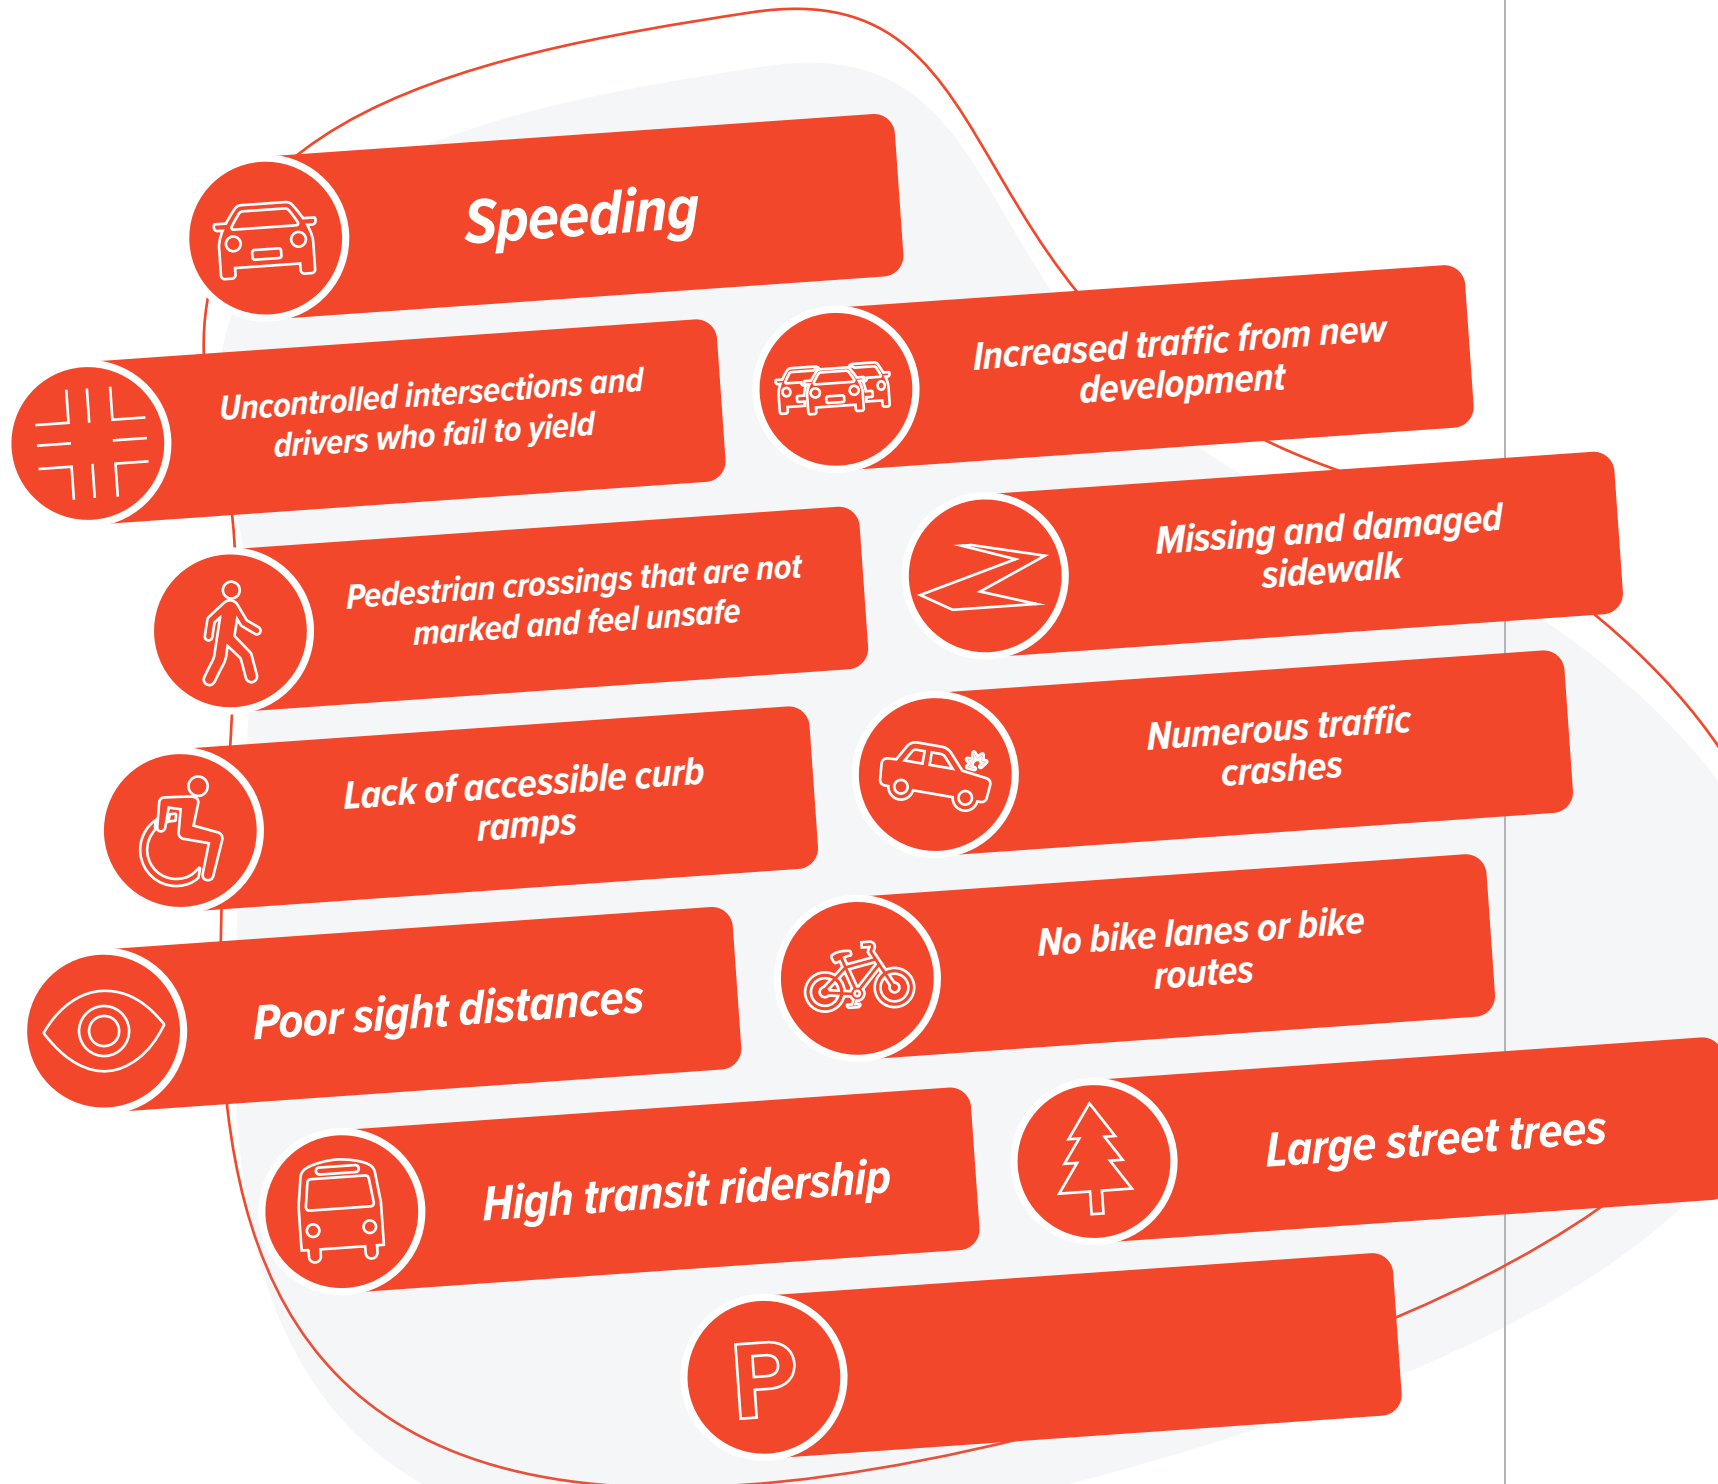 Speeding
Uncontrolled intersections and
drivers who fail to yield
Increased traffic from new
development
Pedestrian crossings that are not
marked and feel unsafe
Missing and damaged
sidewalk
Lack of accessible curb
ramps
Numerous traffic
crashes
Poor sight distances
No bike lanes or bike
routes
High transit ridership
Large street trees
P